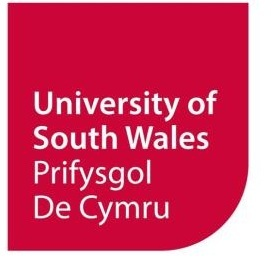 University of
South Wales
Prifysgol
De Cymru